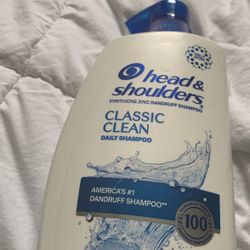 head &
shoulders
PYRITHIONE ZINC DANDRUFF SHAMPOO
CLASSIC
CLEAN
DAILY SHAMPOO
AMERICA'S #1
DANDRUFF SHAMPOO**
100